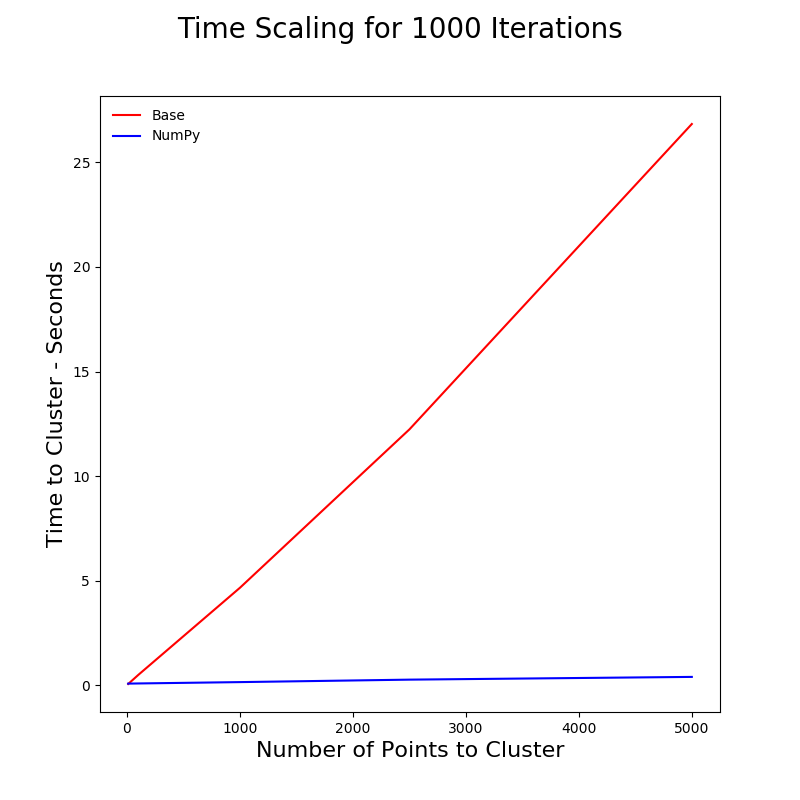 Time Scaling for 1000 Iterations
Base
NumPy
25
20
15
10
5
0
Time to Cluster - Seconds
0 1000 2000 3000 4000 5000
Number of Points to Cluster